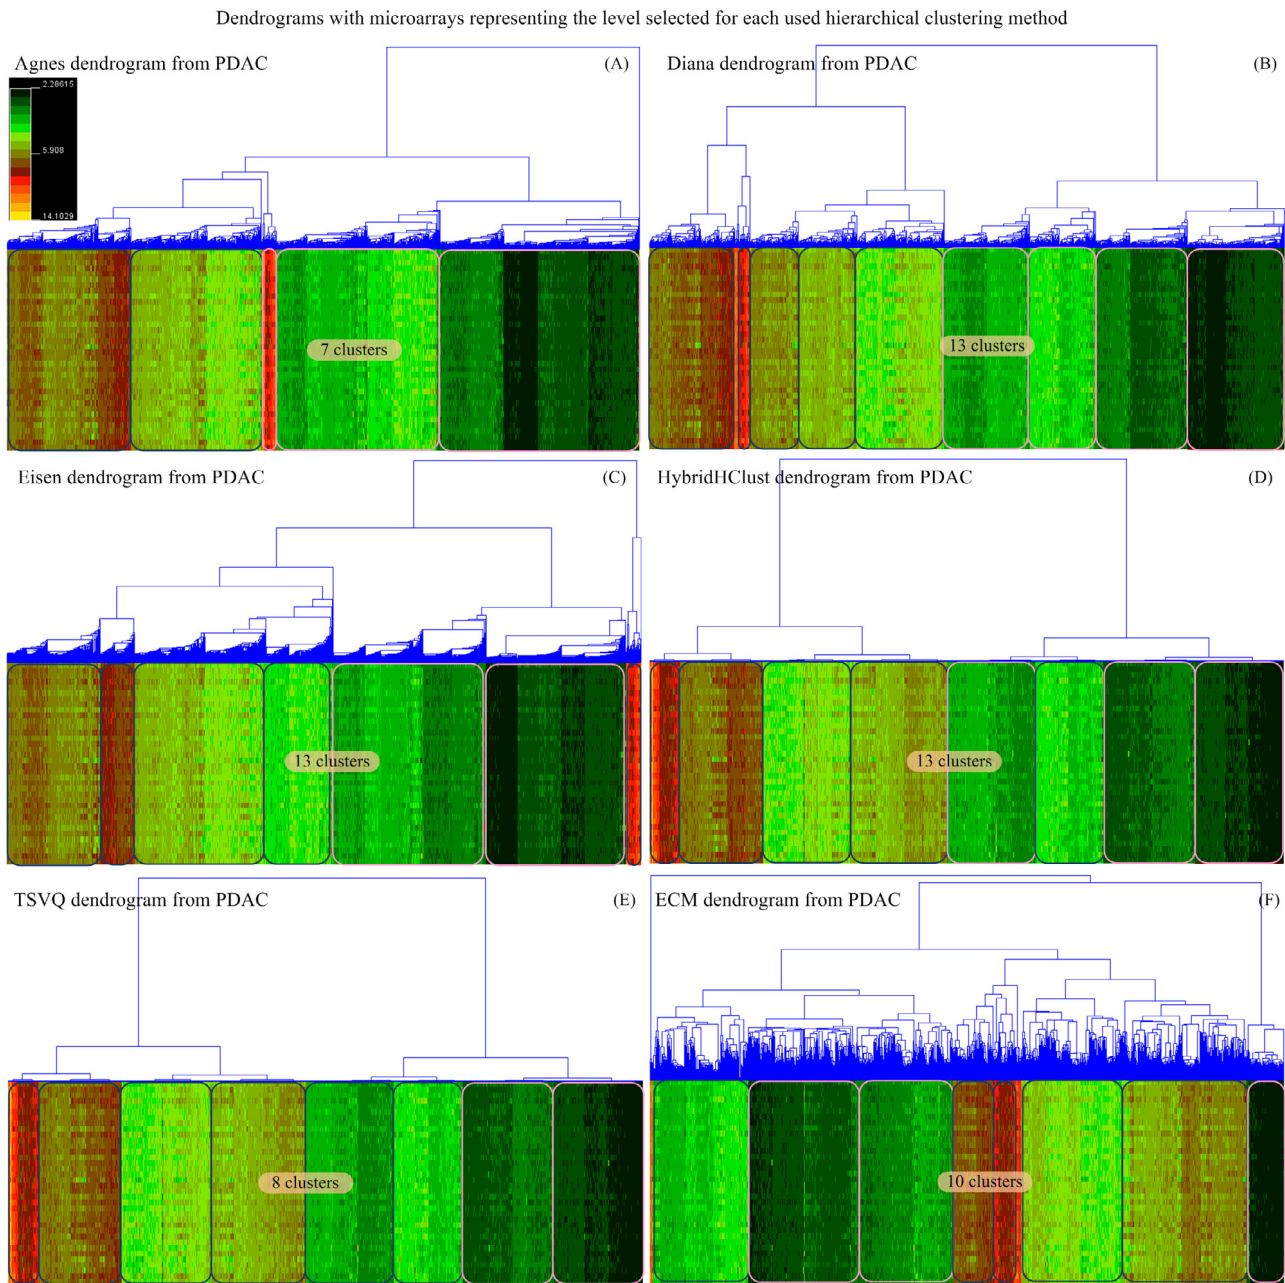 Dendrograms with microarrays representing the level selected for each used hierarchical clustering method
Agnes dendrogram from PDAC (A)
2.28615
5.908
14.1029
7 clusters
Diana dendrogram from PDAC (B)
13 clusters
Eisen dendrogram from PDAC (C)
13 clusters
HybridHClust dendrogram from PDAC (D)
13 clusters
TSVQ dendrogram from PDAC (E)
8 clusters
ECM dendrogram from PDAC (F)
10 clusters